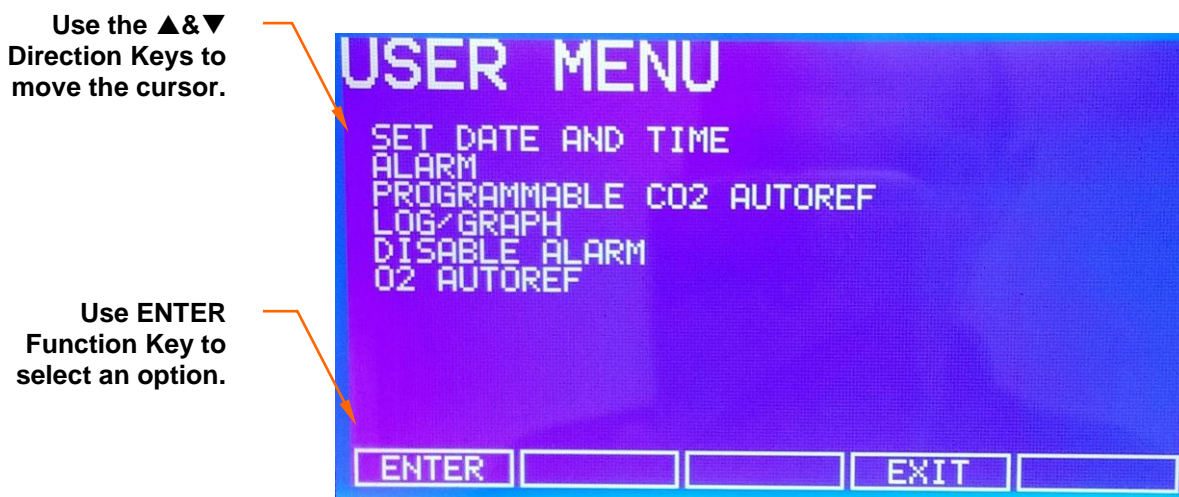 Use the ▲&▼
Direction Keys to
move the cursor.
USER MENU
SET DATE AND TIME
ALARM
PROGRAMMABLE CO2 AUTOREF
LOG/GRAPH
DISABLE ALARM
O2 AUTOREF
Use ENTER
Function Key to
select an option.
ENTER
EXIT